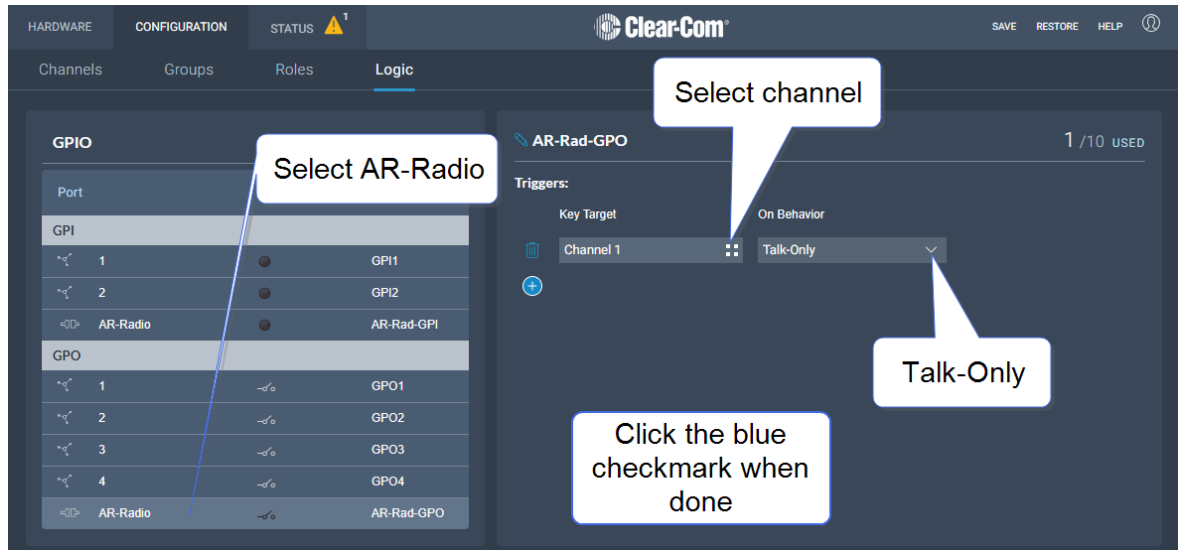 HARDWARE CONFIGURATION STATUS 1 Clear-Com® SAVE RESTORE HELP
Channels Groups Roles Logic
Select channel
GPIO
Select AR-Radio
AR-Rad-GPO 1 /10 USED
Port
Triggers:
Key Target On Behavior
GPI
Channel 1 Talk-Only
1 GPI1
2 GPI2
AR-Radio AR-Rad-GPI
GPO
Talk-Only
1 GPO1
2 GPO2
3 GPO3
4 GPO4
AR-Radio AR-Rad-GPO
Click the blue
checkmark when
done